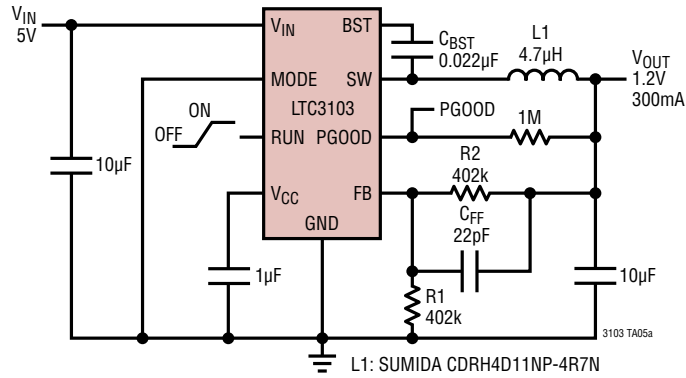 VIN
5V
VIN
BST
CBST
0.022µF
L1
4.7µH
VOUT
1.2V
300mA
MODE
SW
LTC3103
ON
OFF
RUN
PGOOD
PGOOD
1M
R2
402k
10µF
VCC
FB
CFF
22pF
GND
1µF
R1
402k
10µF
3103 TA05a
L1: SUMIDA CDRH4D11NP-4R7N